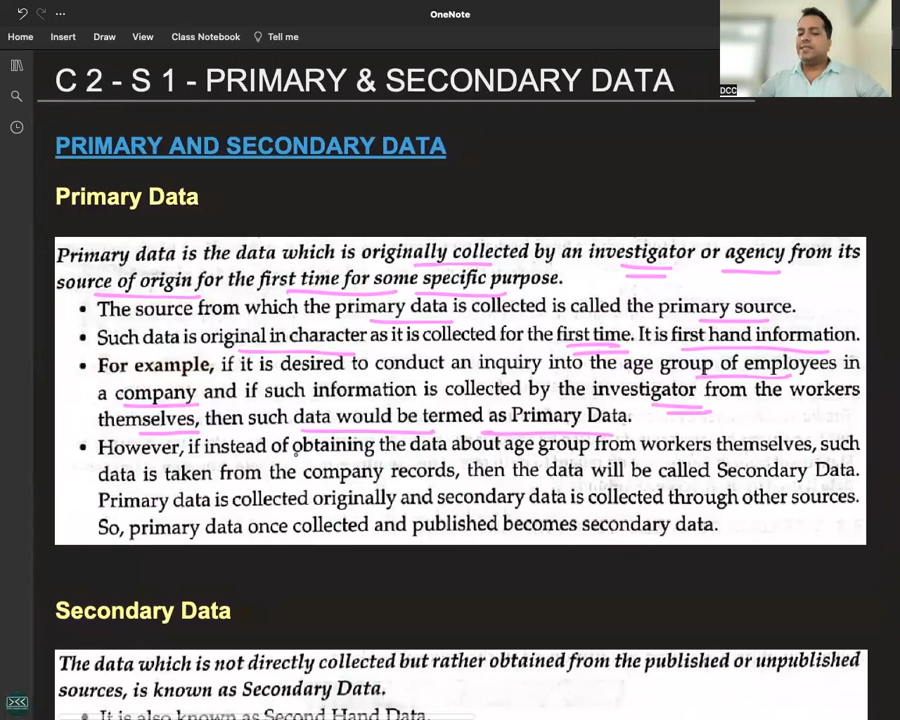 OneNote
Home Insert Draw View Class Notebook Tell me
DCC
C 2 - S 1 - PRIMARY & SECONDARY DATA
PRIMARY AND SECONDARY DATA
Primary Data
Primary data is the data which is originally collected by an investigator or agency from its
source of origin for the first time for some specific purpose.
• The source from which the primary data is collected is called the primary source.
• Such data is original in character as it is collected for the first time. It is first hand information.
• For example, if it is desired to conduct an inquiry into the age group of employees in
a company and if such information is collected by the investigator from the workers
themselves, then such data would be termed as Primary Data.
• However, if instead of obtaining the data about age group from workers themselves, such
data is taken from the company records, then the data will be called Secondary Data.
Primary data is collected originally and secondary data is collected through other sources.
So, primary data once collected and published becomes secondary data.
Secondary Data
The data which is not directly collected but rather obtained from the published or unpublished
sources, is known as Secondary Data.
• It is also known as Second Hand Data.